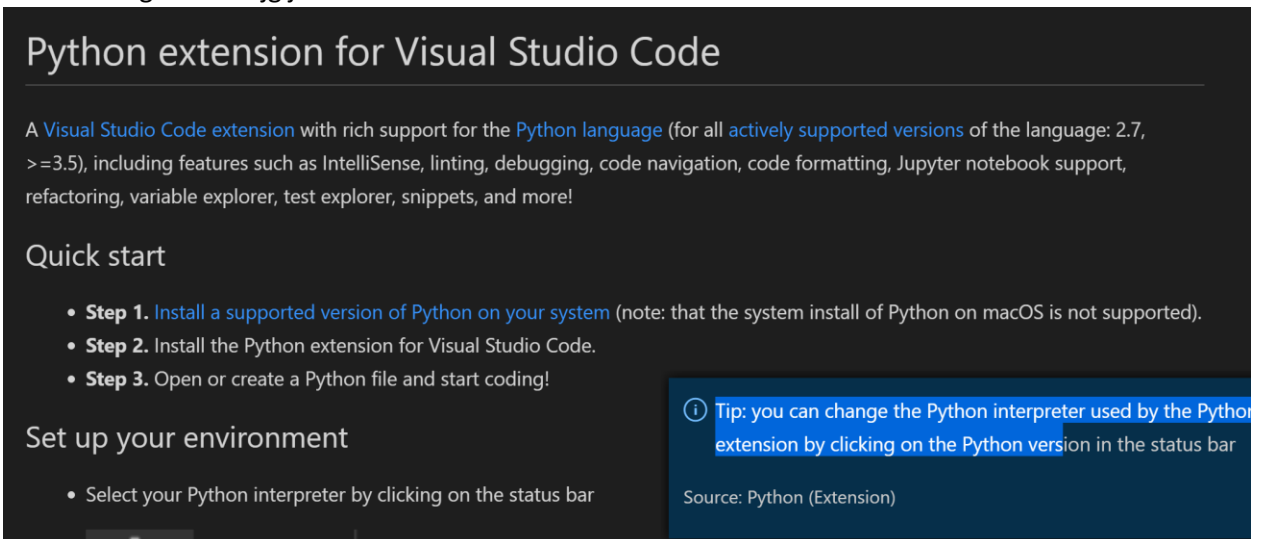 Python extension for Visual Studio Code
A Visual Studio Code extension with rich support for the Python language (for all actively supported versions of the language: 2.7,
>=3.5), including features such as IntelliSense, linting, debugging, code navigation, code formatting, Jupyter notebook support,
refactoring, variable explorer, test explorer, snippets, and more!
Quick start
• Step 1. Install a supported version of Python on your system (note: that the system install of Python on macOS is not supported).
• Step 2. Install the Python extension for Visual Studio Code.
• Step 3. Open or create a Python file and start coding!
Set up your environment
• Select your Python interpreter by clicking on the status bar
Tip: you can change the Python interpreter used by the Pytho
extension by clicking on the Python version in the status bar
Source: Python (Extension)